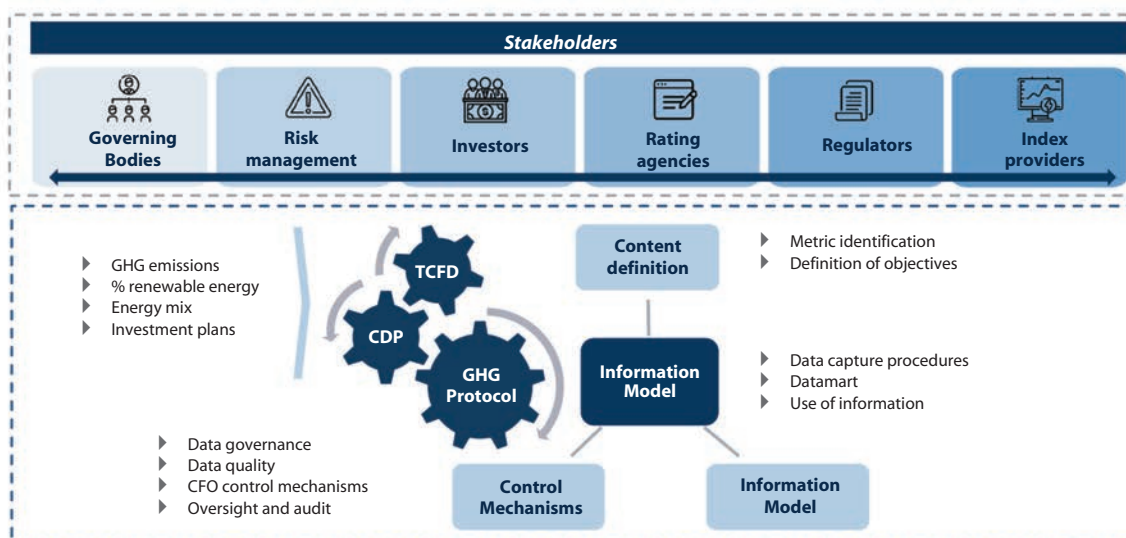 Stakeholders
Governing
Bodies
Risk
management
Investors
Rating
agencies
Regulators
Index
providers
GHG emissions
% renewable energy
Energy mix
Investment plans
TCFD
CDP
GHG
Protocol
Content
definition
Metric identification
Definition of objectives
Information
Model
Data capture procedures
Datamart
Use of information
Data governance
Data quality
CFO control mechanisms
Oversight and audit
Control
Mechanisms
Information
Model